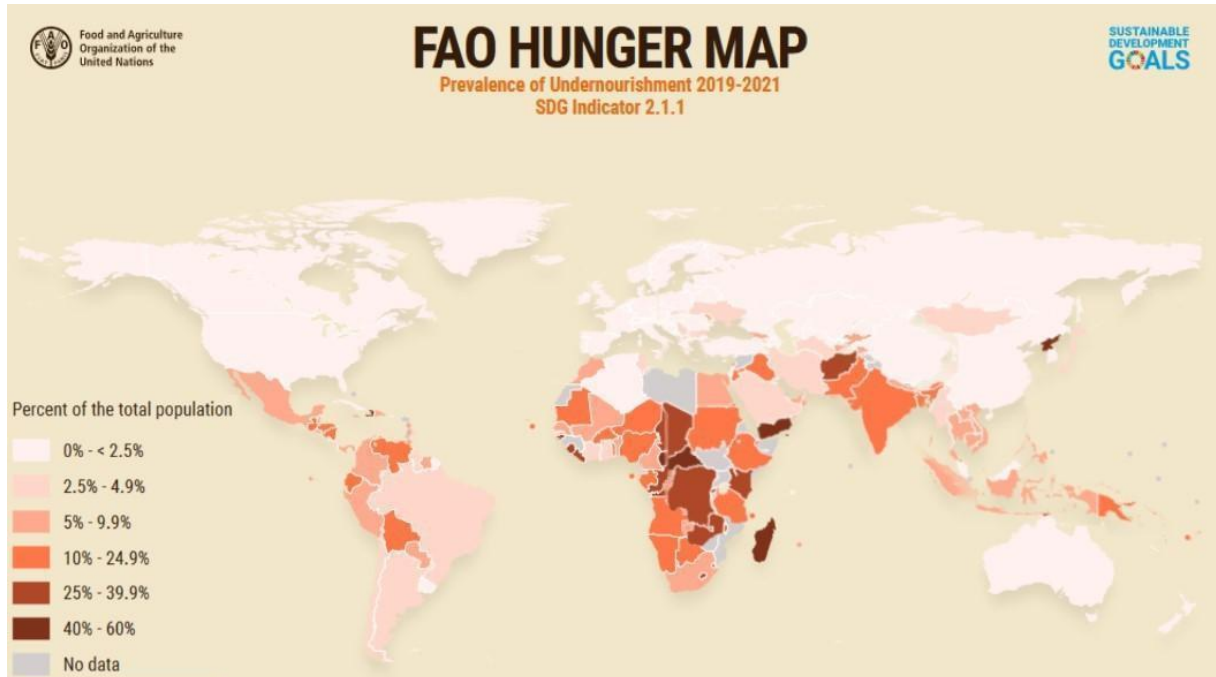 Food and Agriculture
Organization of the
United Nations
FAO HUNGER MAP
Prevalence of Undernourishment 2019-2021
SDG Indicator 2.1.1
SUSTAINABLE
DEVELOPMENT
GOALS
Percent of the total population
0% - < 2.5%
2.5% - 4.9%
5% - 9.9%
10% - 24.9%
25% - 39.9%
40% - 60%
No data